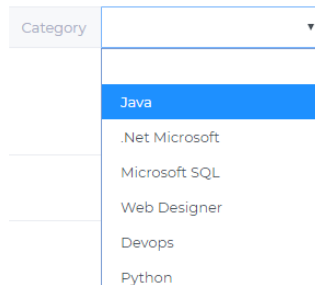 Category
Java
.Net Microsoft
Microsoft SQL
Web Designer
Devops
Python